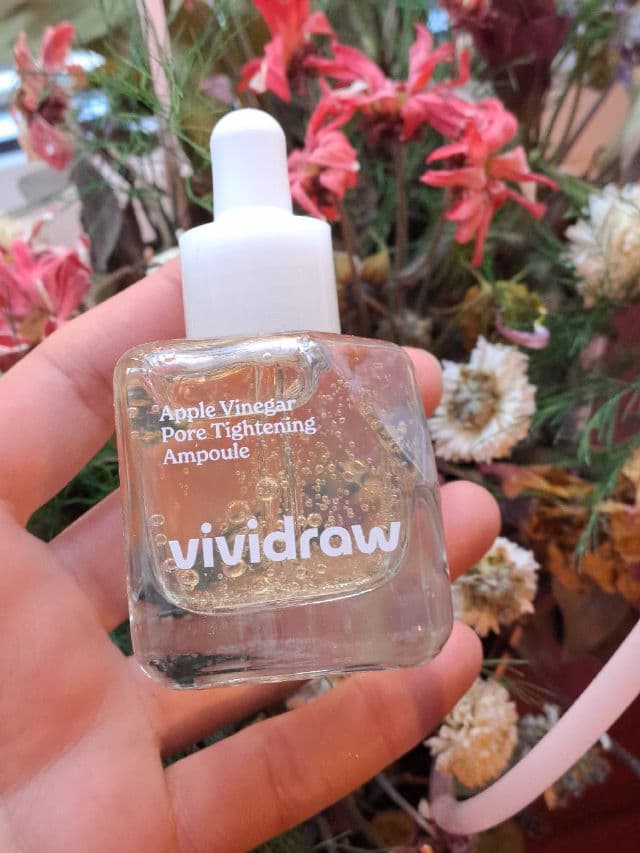 Apple Vinegar
Pore Tightening
Ampoule
vividraw